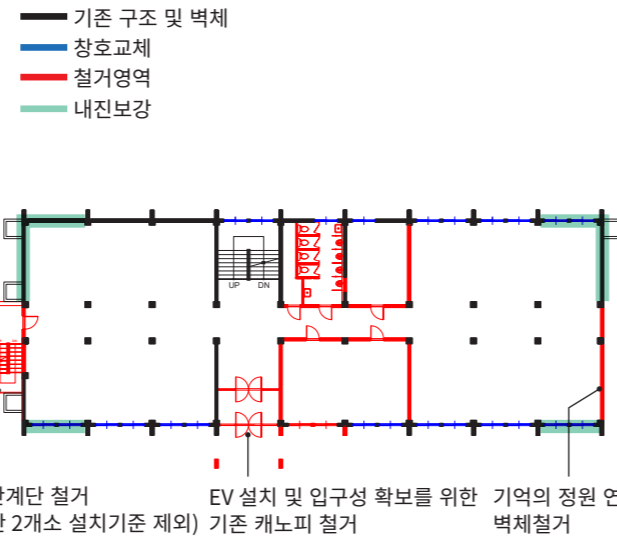 기존 구조 및 벽체
창호교체
철거영역
내진보강
UP DN
계단 철거
2개소 설치기준 제외)
EV 설치 및 입구성 확보를 위한
기존 캐노피 철거
기억의 정원
벽체철거